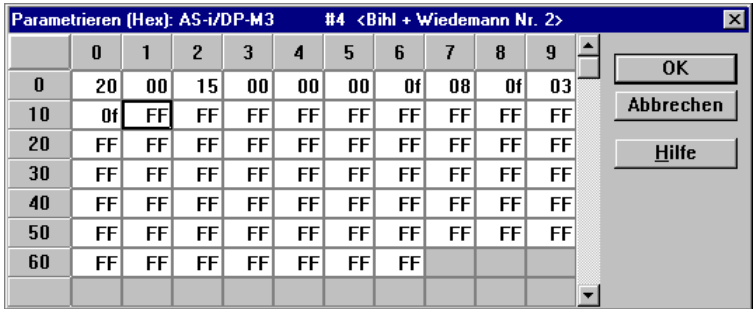 Parametrieren (Hex): AS-i/DP-M3 #4 <Bihl + Wiedemann Nr. 2>
0 1 2 3 4 5 6 7 8 9
0 20 00 15 00 00 00 0f 08 0f 03
10 0f FF FF FF FF FF FF FF FF FF
20 FF FF FF FF FF FF FF FF FF FF
30 FF FF FF FF FF FF FF FF FF FF
40 FF FF FF FF FF FF FF FF FF FF
50 FF FF FF FF FF FF FF FF FF FF
60 FF FF FF FF FF FF FF
OK
Abbrechen
Hilfe